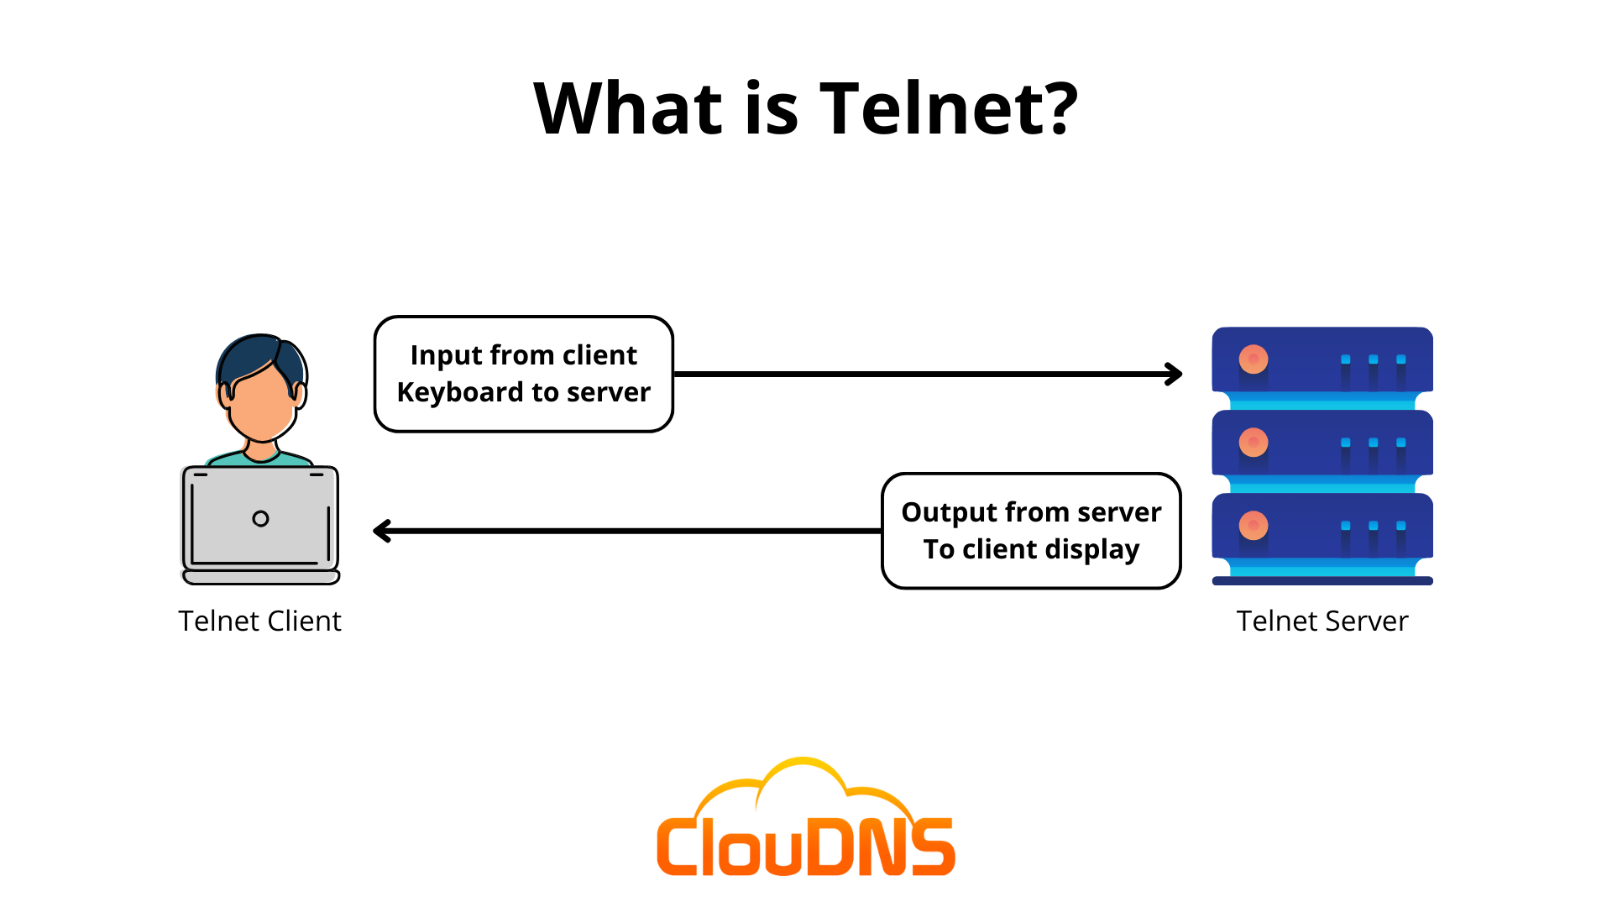 What is Telnet?
Input from client
Keyboard to server
Output from server
To client display
Telnet Client
Telnet Server
ClouDNS